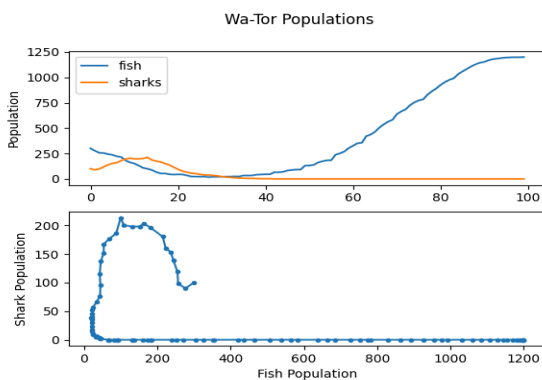 Wa-Tor Populations
1250
1000
750
500
250
0
Population
fish
sharks
0 20 40 60 80 100
200
150
100
50
0
Shark Population
0 200 400 600 800 1000 1200
Fish Population